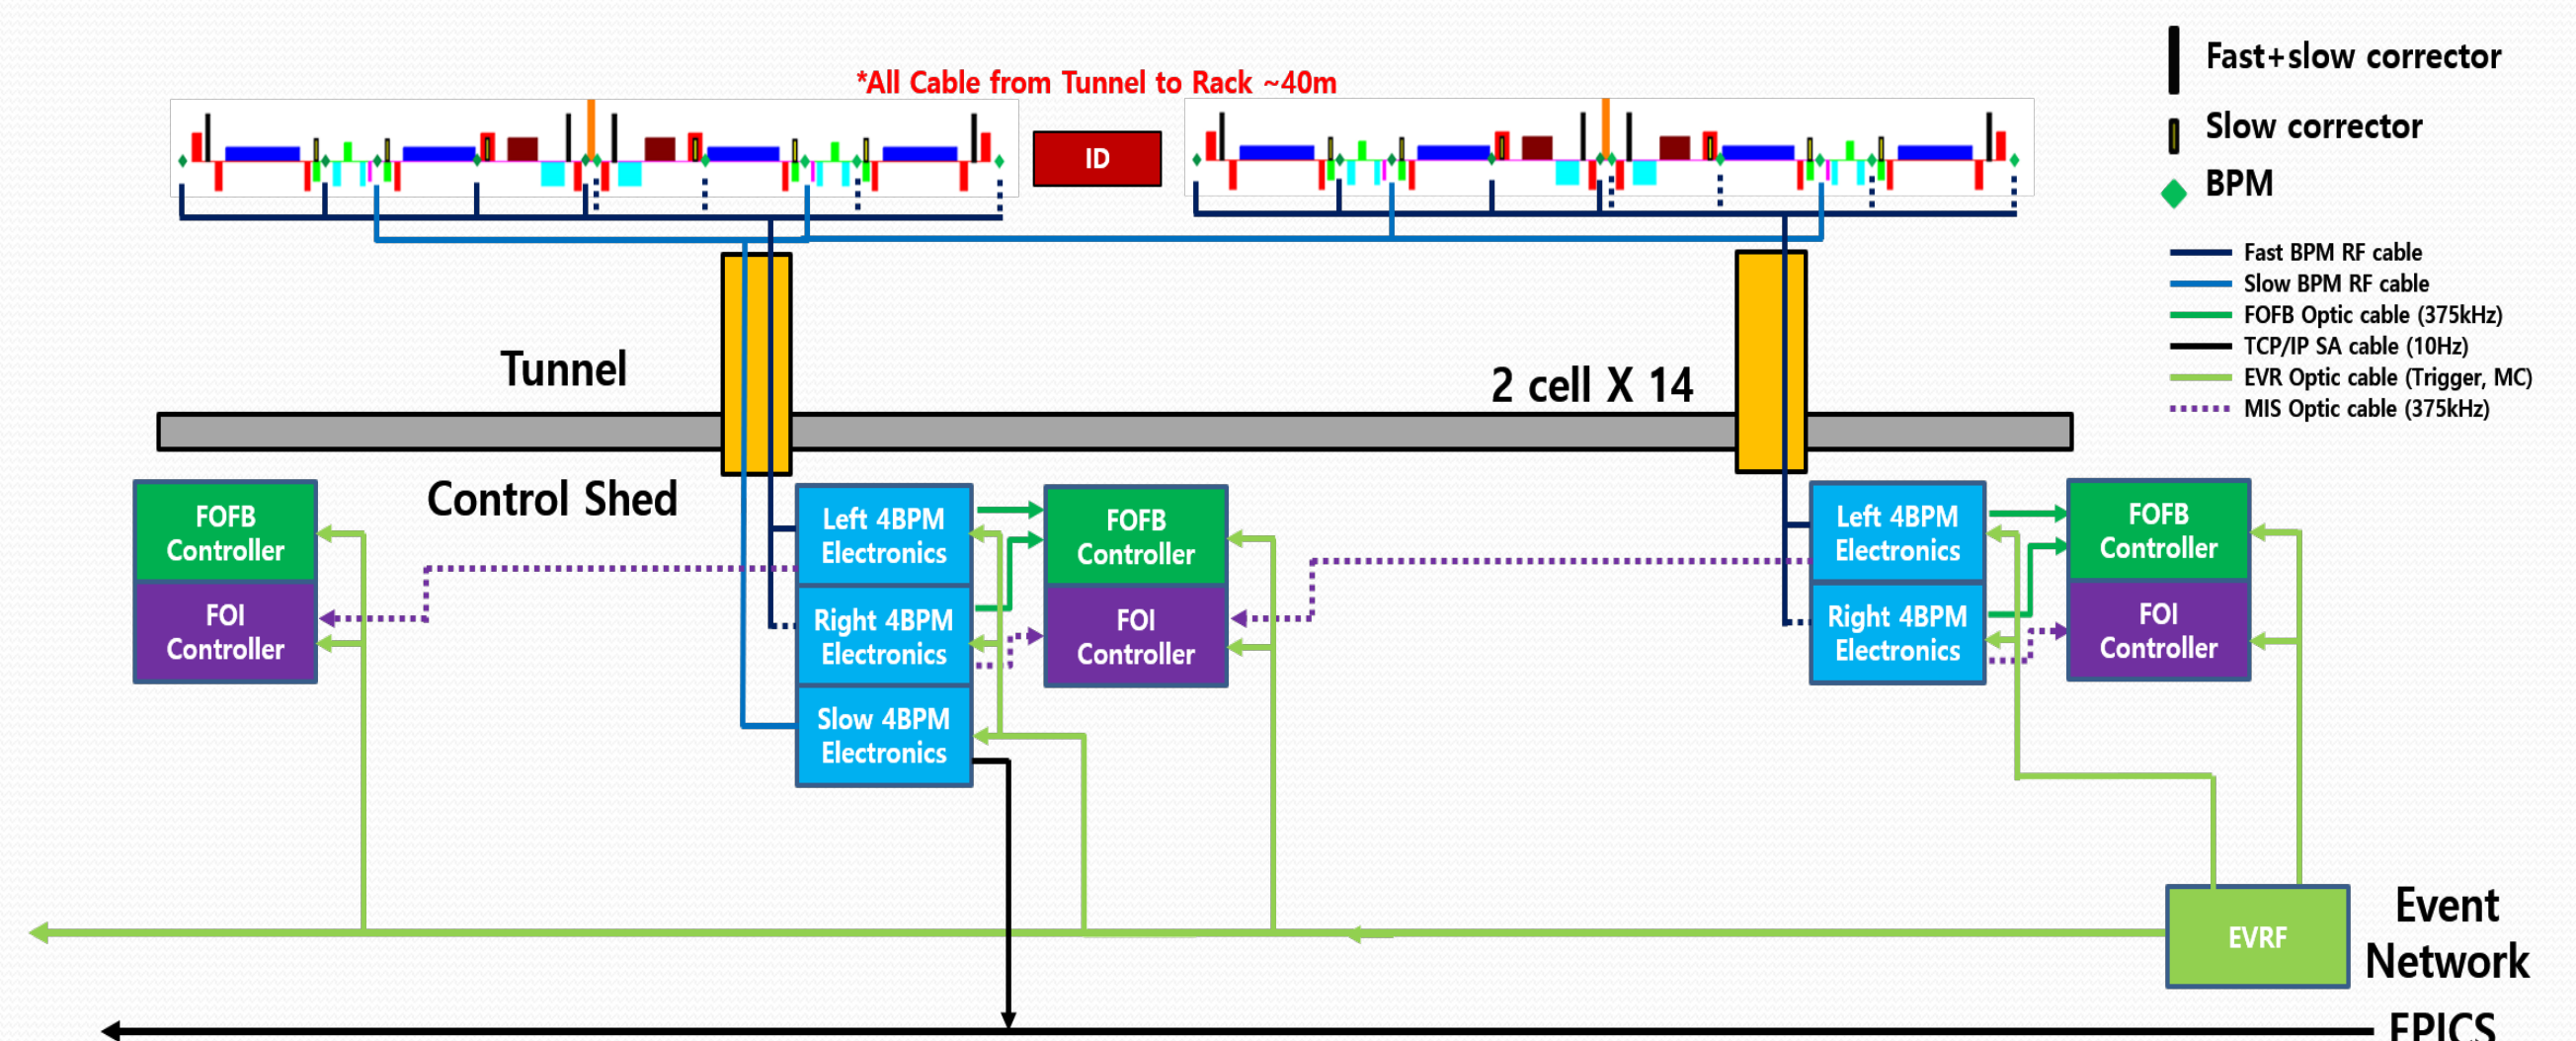 *All Cable from Tunnel to Rack ~40m
ID
Fast+slow corrector
Slow corrector
BPM
Fast BPM RF cable
Slow BPM RF cable
FOFB Optic cable (375kHz)
TCP/IP SA cable (10Hz)
EVR Optic cable (Trigger, MC)
MIS Optic cable (375kHz)
Tunnel
2 cell X 14
Control Shed
FOFB
Controller
FOI
Controller
Left 4BPM
Electronics
Right 4BPM
Electronics
Slow 4BPM
Electronics
FOFB
Controller
FOI
Controller
Left 4BPM
Electronics
Right 4BPM
Electronics
FOFB
Controller
FOI
Controller
EVRF
Event
Network
EPICS